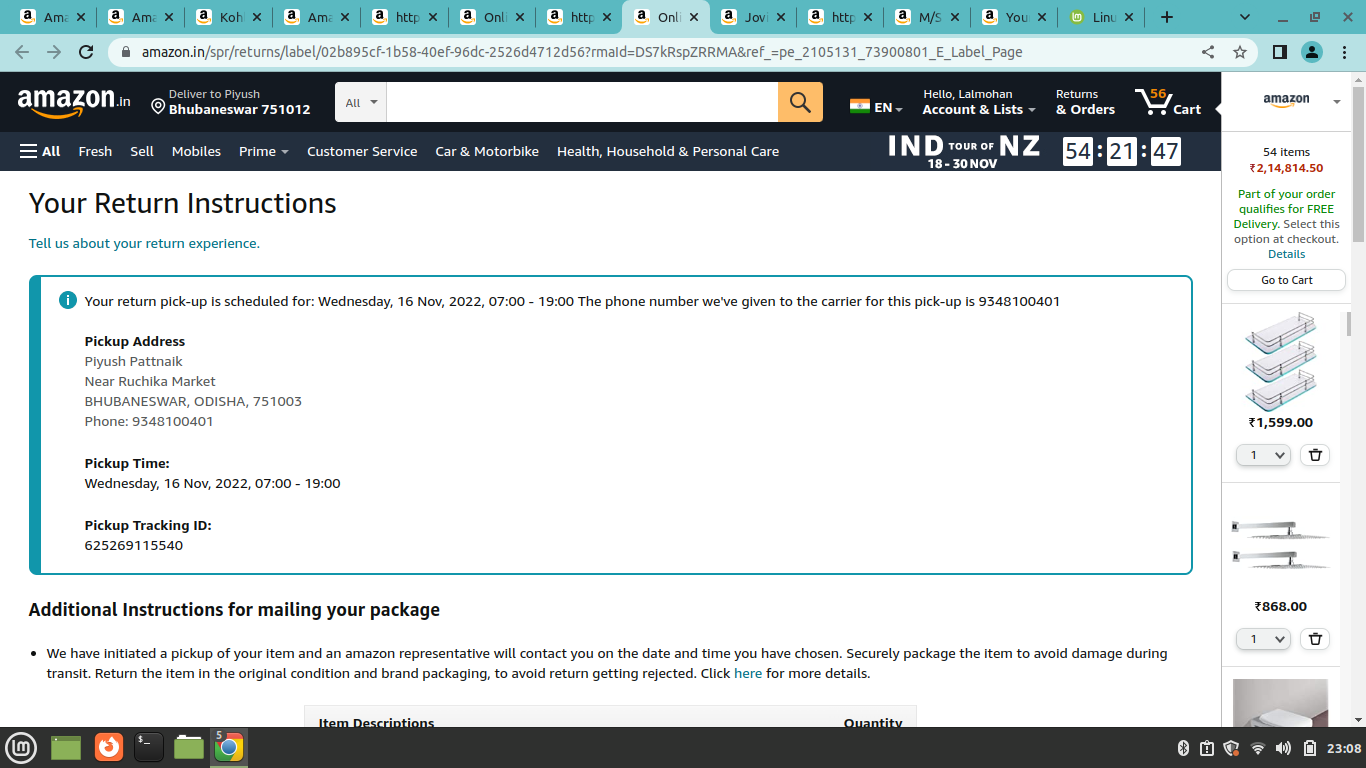 Ama
Ama
Kohl
Ama
http
Onli
http
Onli
Jovi
http
M/S
You
Linu
amazon.in/spr/returns/label/02b895cf-1b58-40ef-96dc-2526d4712d56?rmaId=DS7kRspZRRMA&ref_=pe_2105131_73900801_E_Label_Page
amazon.in
Deliver to Piyush
Bhubaneswar 751012
All
EN
Hello, Lalmohan
Account & Lists
Returns
& Orders
56
Cart
All
Fresh
Sell
Mobiles
Prime
Customer Service
Car & Motorbike
Health, Household & Personal Care
IND TOUR OF NZ
18 - 30 NOV
54 : 21 : 47
amazon
54 items
₹2,14,814.50
Part of your order
qualifies for FREE
Delivery. Select this
option at checkout.
Details
Go to Cart
₹1,599.00
1
₹868.00
1
Your Return Instructions
Tell us about your return experience.
Your return pick-up is scheduled for: Wednesday, 16 Nov, 2022, 07:00 - 19:00 The phone number we've given to the carrier for this pick-up is 9348100401
Pickup Address
Piyush Pattnaik
Near Ruchika Market
BHUBANESWAR, ODISHA, 751003
Phone: 9348100401
Pickup Time:
Wednesday, 16 Nov, 2022, 07:00 - 19:00
Pickup Tracking ID:
625269115540
Additional Instructions for mailing your package
• We have initiated a pickup of your item and an amazon representative will contact you on the date and time you have chosen. Securely package the item to avoid damage during
transit. Return the item in the original condition and brand packaging, to avoid return getting rejected. Click here for more details.
Item Descriptions
Quantity
$_
5
23:08